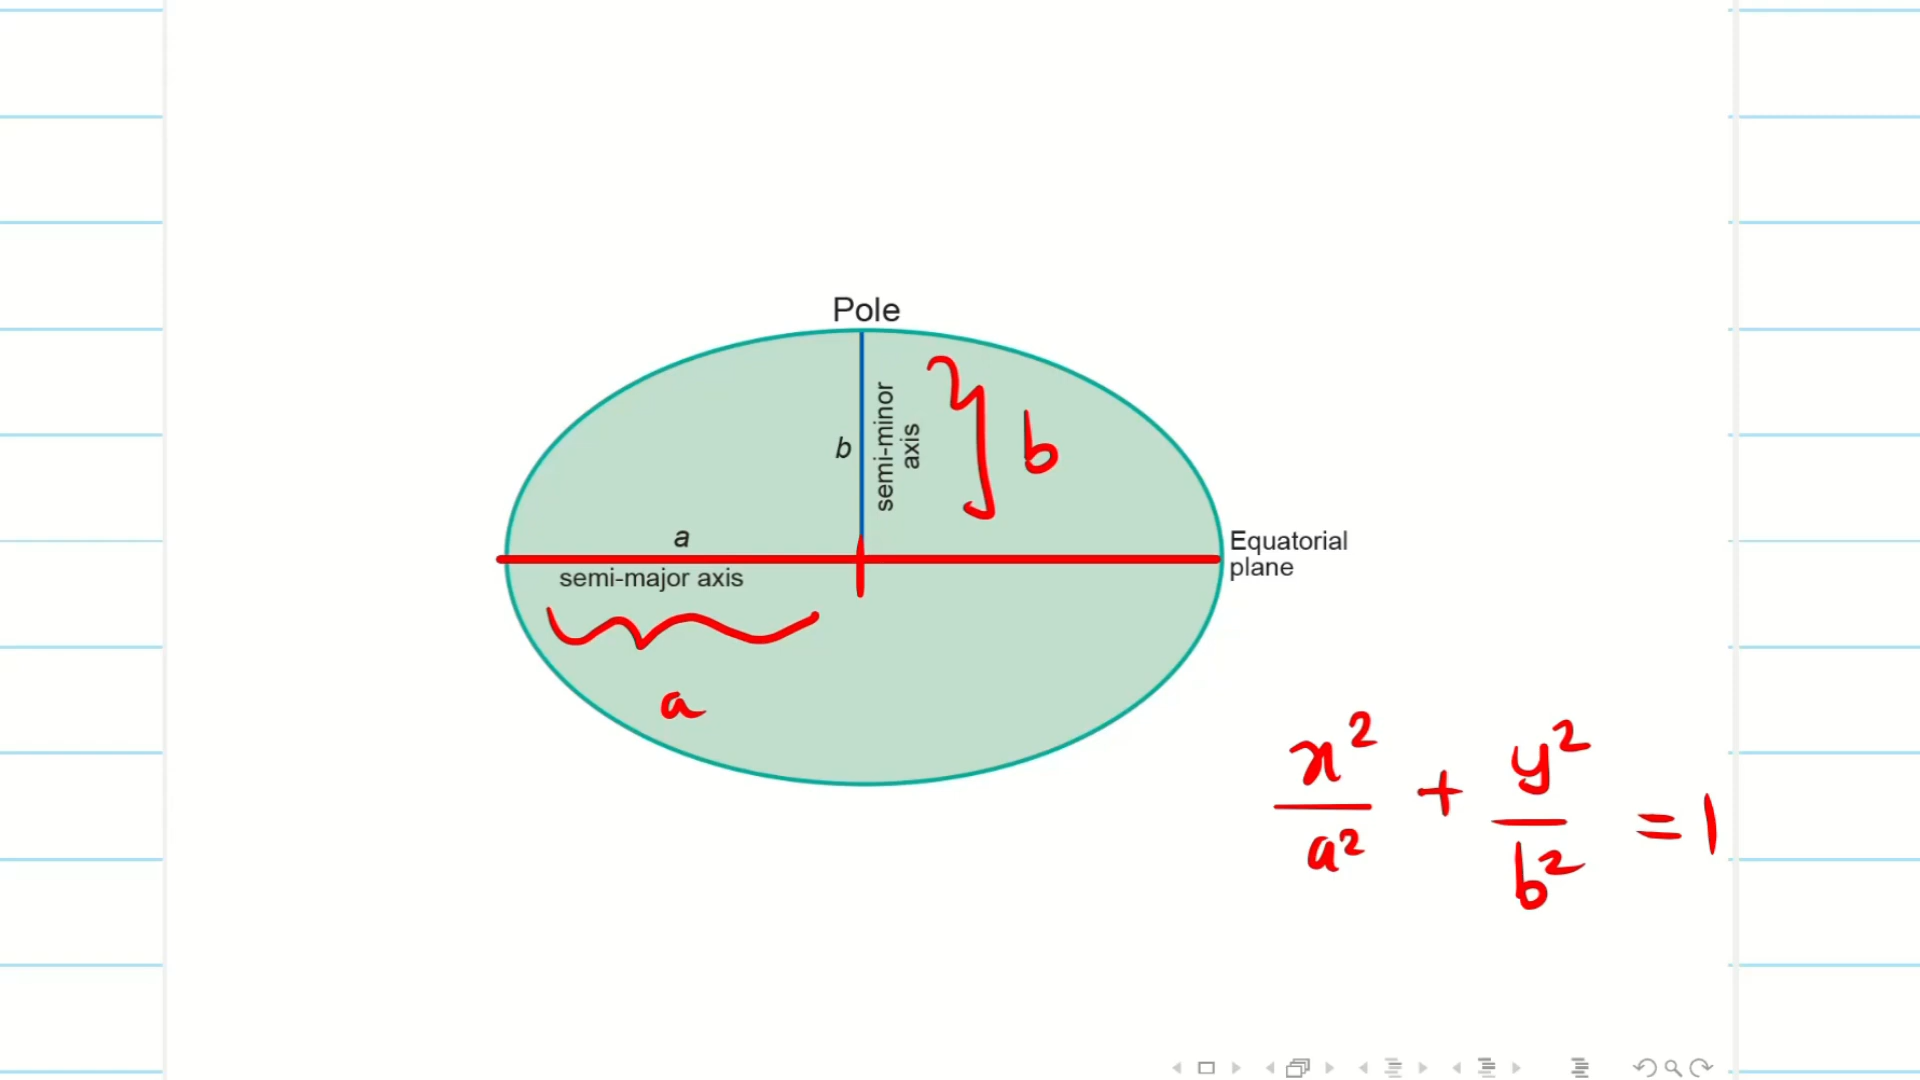 Pole
b
semi-minor
axis
b
a
semi-major axis
Equatorial
plane
a
x²/a² + y²/b² = 1